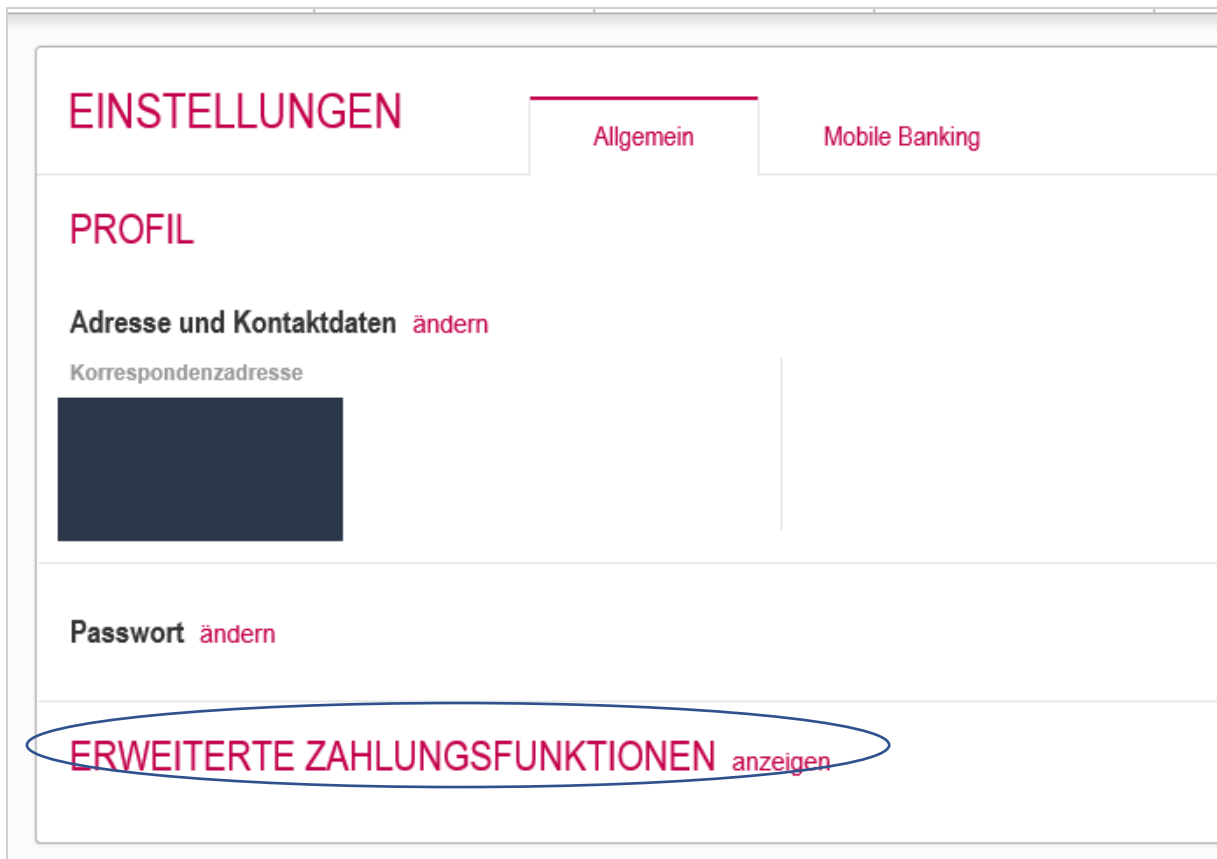 EINSTELLUNGEN
Allgemein
Mobile Banking
PROFIL
Adresse und Kontaktdaten ändern
Korrespondenzadresse
Passwort ändern
ERWEITERTE ZAHLUNGSFUNKTIONEN anzeigen